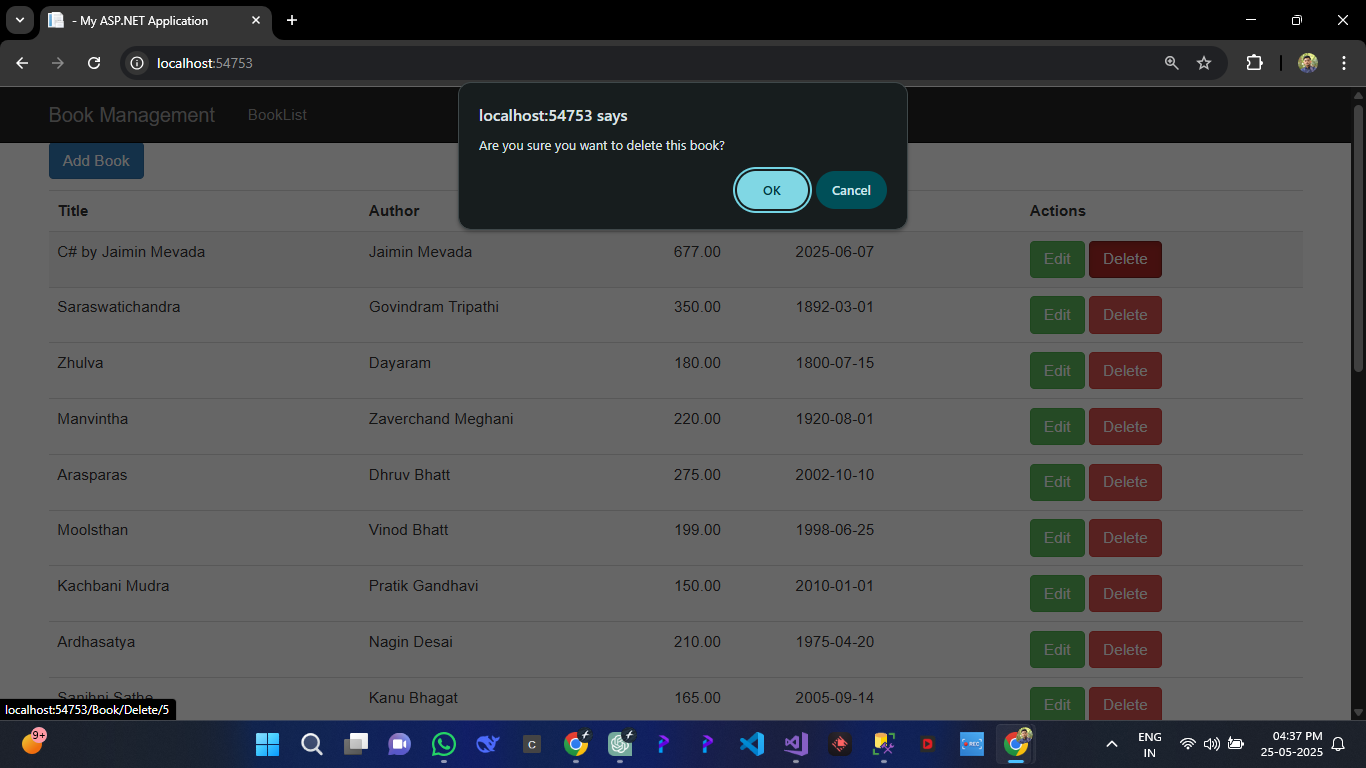 - My ASP.NET Application
localhost:54753
Book Management BookList
localhost:54753 says
Are you sure you want to delete this book?
OK Cancel
Add Book
Title Author Actions
C# by Jaimin Mevada Jaimin Mevada 677.00 2025-06-07 Edit Delete
Saraswatichandra Govindram Tripathi 350.00 1892-03-01 Edit Delete
Zhulva Dayaram 180.00 1800-07-15 Edit Delete
Manvintha Zaverchand Meghani 220.00 1920-08-01 Edit Delete
Arasparas Dhruv Bhatt 275.00 2002-10-10 Edit Delete
Moolsthan Vinod Bhatt 199.00 1998-06-25 Edit Delete
Kachbani Mudra Pratik Gandhavi 150.00 2010-01-01 Edit Delete
Ardhasatya Nagin Desai 210.00 1975-04-20 Edit Delete
Sanjhni Sathe Kanu Bhagat 165.00 2005-09-14 Edit Delete
localhost:54753/Book/Delete/5
9+
C
D
REC
ENG
IN
04:37 PM
25-05-2025